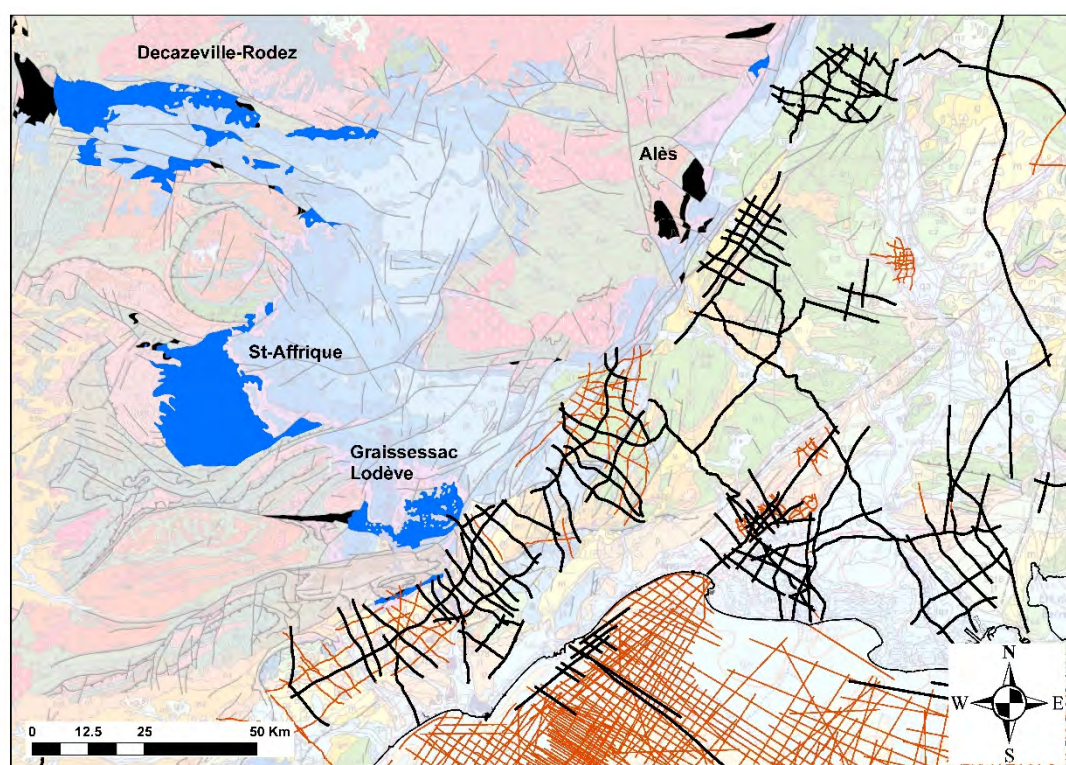 Decazeville-Rodez
Alès
St-Affrique
Graissessac
Lodève
0 12.5 25 50 Km
N
W E
S